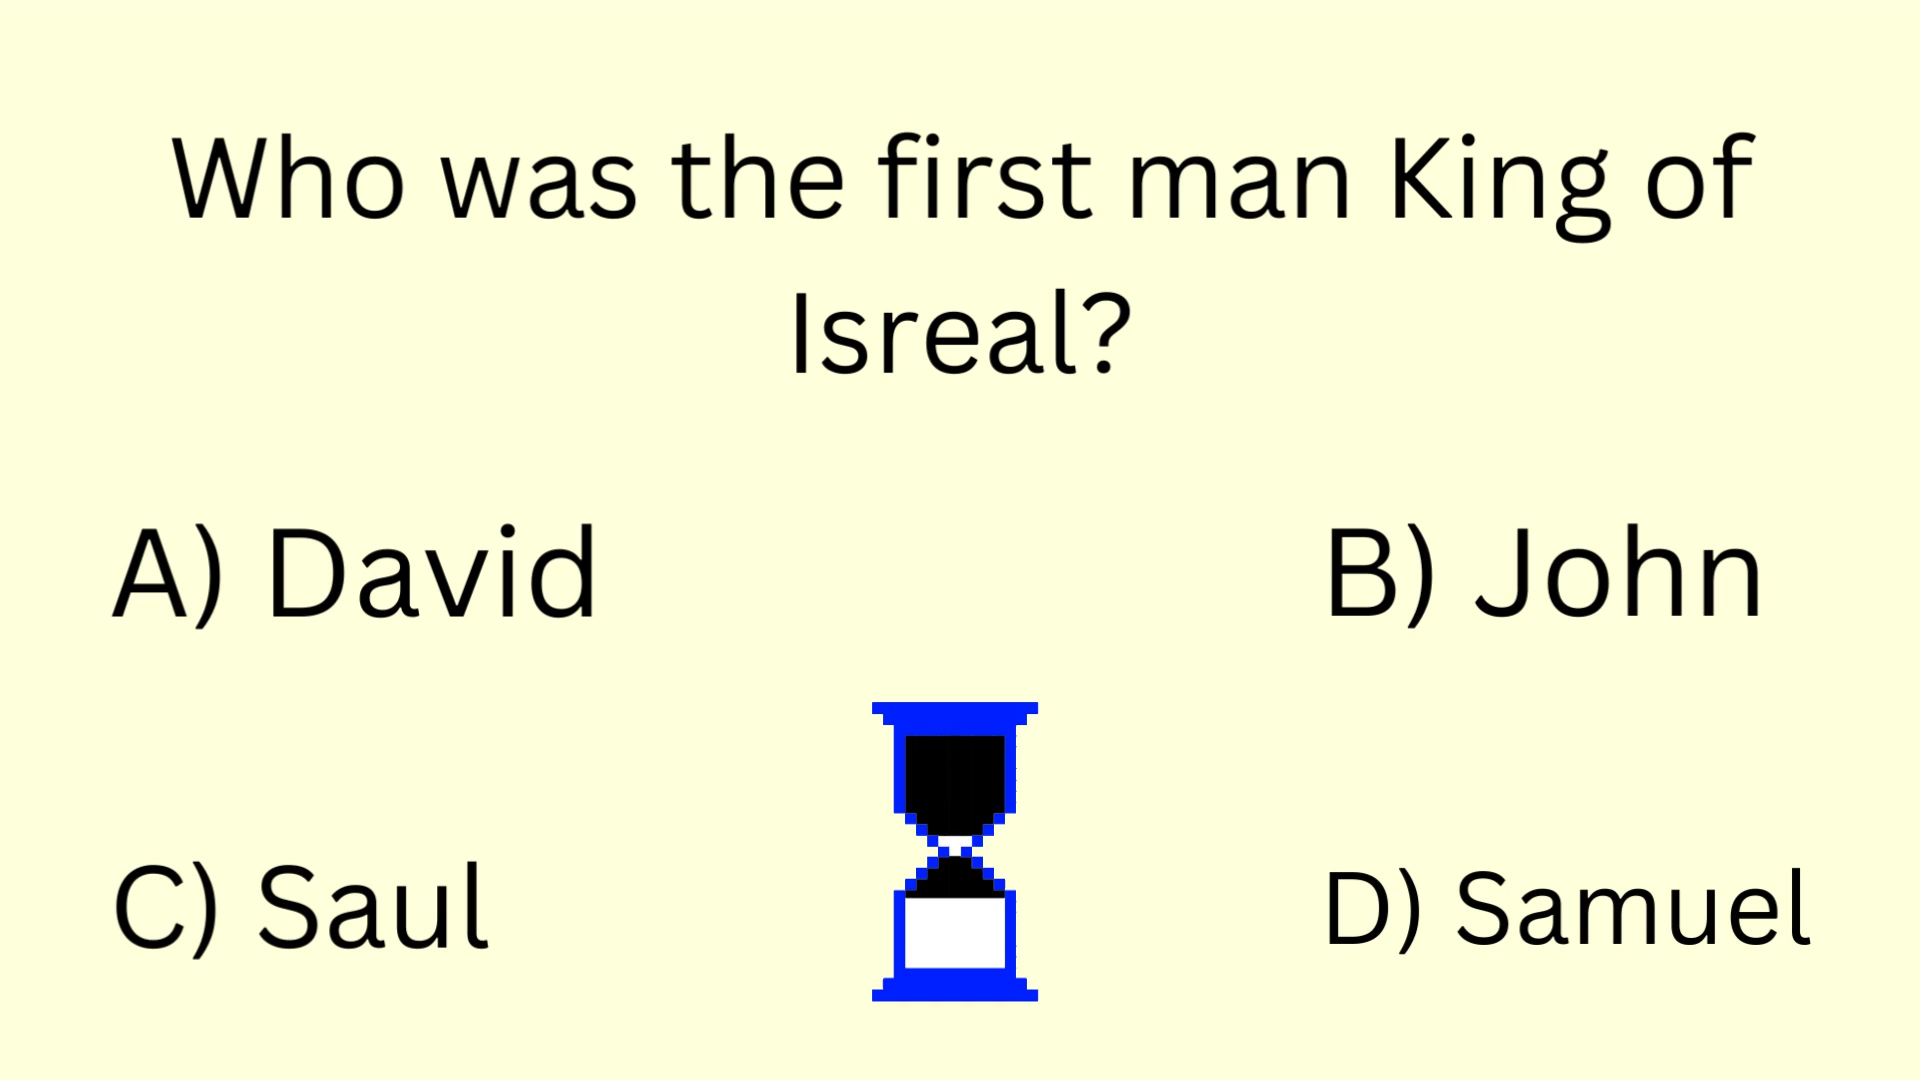 Who was the first man King of
Isreal?
A) David
B) John
C) Saul
D) Samuel